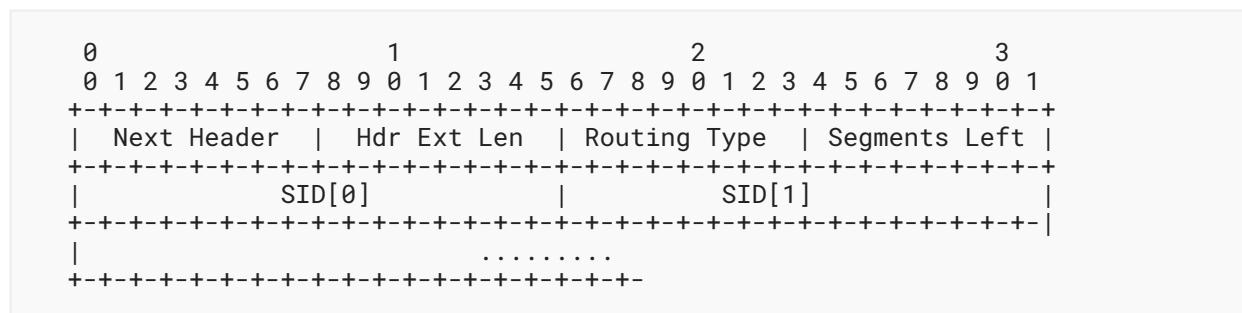 0                   1                   2                   3
0 1 2 3 4 5 6 7 8 9 0 1 2 3 4 5 6 7 8 9 0 1 2 3 4 5 6 7 8 9 0 1
+-+-+-+-+-+-+-+-+-+-+-+-+-+-+-+-+-+-+-+-+-+-+-+-+-+-+-+-+-+-+-+-+
|  Next Header  |  Hdr Ext Len  | Routing Type  | Segments Left |
+-+-+-+-+-+-+-+-+-+-+-+-+-+-+-+-+-+-+-+-+-+-+-+-+-+-+-+-+-+-+-+-+
|             SID[0]            |          SID[1]               |
+-+-+-+-+-+-+-+-+-+-+-+-+-+-+-+-+-+-+-+-+-+-+-+-+-+-+-+-+-+-+-+-|
|                          .........
+-+-+-+-+-+-+-+-+-+-+-+-+-+-+-+-+-+-+-